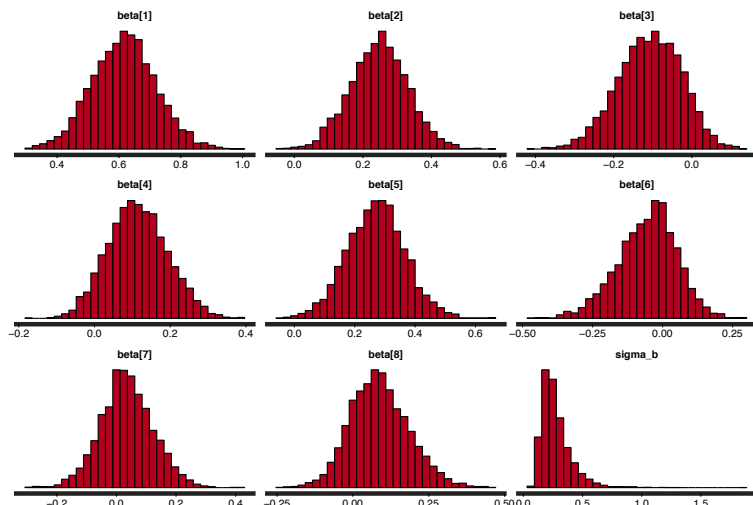 beta[1] beta[2] beta[3]
0.4 0.6 0.8 1.0 0.0 0.2 0.4 0.6 −0.4 −0.2 0.0
beta[4] beta[5] beta[6]
−0.2 0.0 0.2 0.4 0.0 0.2 0.4 0.6 −0.50 −0.25 0.00 0.25
beta[7] beta[8] sigma_b
−0.2 0.0 0.2 0.4 −0.25 0.00 0.25 0.50 0.0 0.5 1.0 1.5